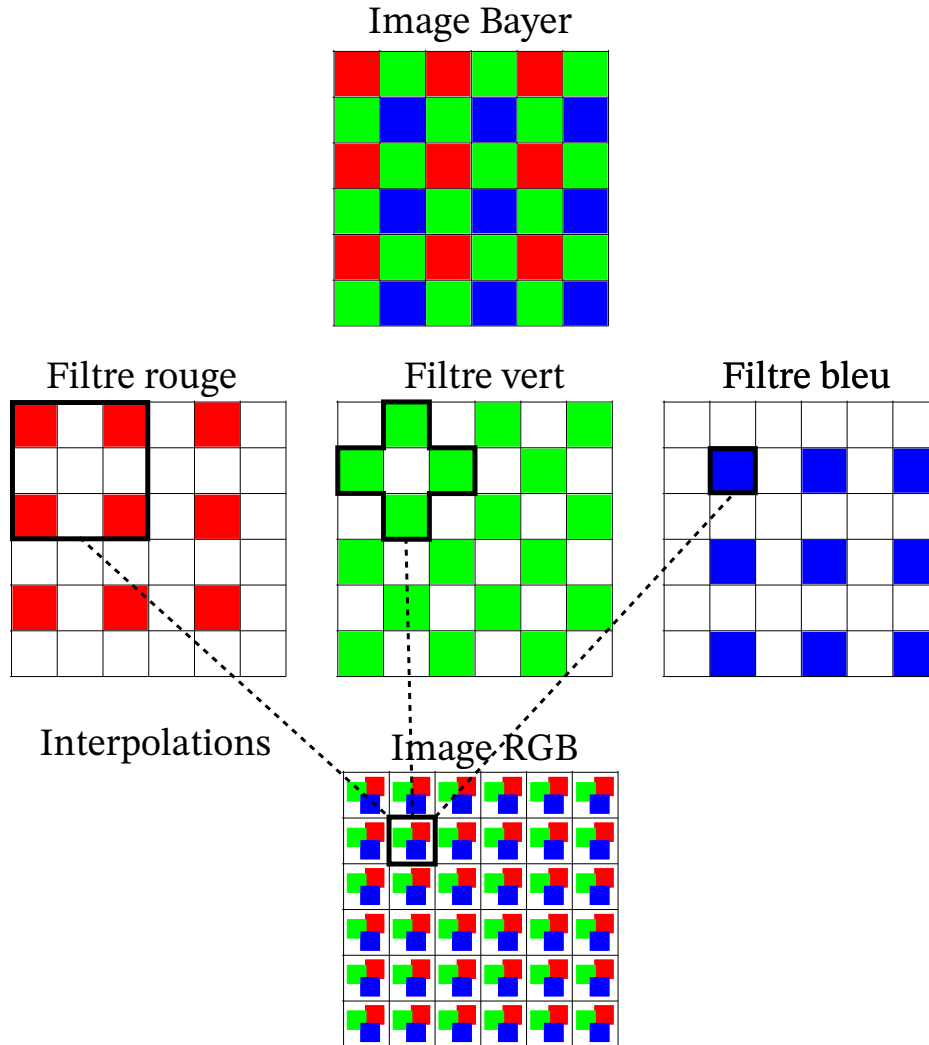 Image Bayer
Filtre rouge
Filtre vert
Filtre bleu
Interpolations
Image RGB